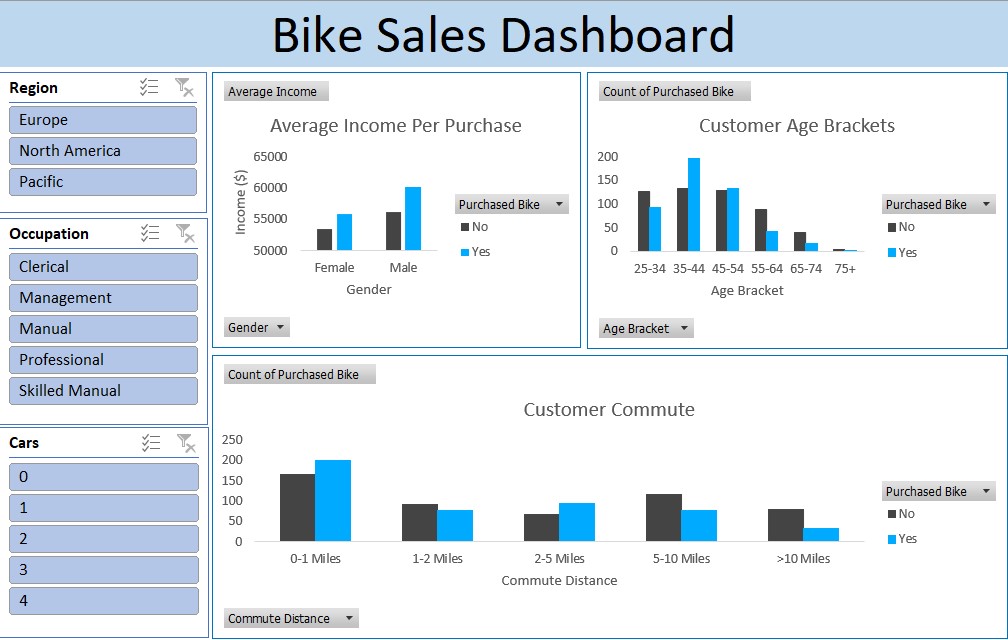 Bike Sales Dashboard
Region
Europe
North America
Pacific
Occupation
Clerical
Management
Manual
Professional
Skilled Manual
Cars
0
1
2
3
4
Average Income
Average Income Per Purchase
65000
60000
55000
50000
Income ($)
Female Male
Gender
Purchased Bike
No
Yes
Gender
Count of Purchased Bike
Customer Age Brackets
200
150
100
50
0
25-34 35-44 45-54 55-64 65-74 75+
Age Bracket
Purchased Bike
No
Yes
Age Bracket
Count of Purchased Bike
Customer Commute
250
200
150
100
50
0
0-1 Miles 1-2 Miles 2-5 Miles 5-10 Miles >10 Miles
Commute Distance
Purchased Bike
No
Yes
Commute Distance